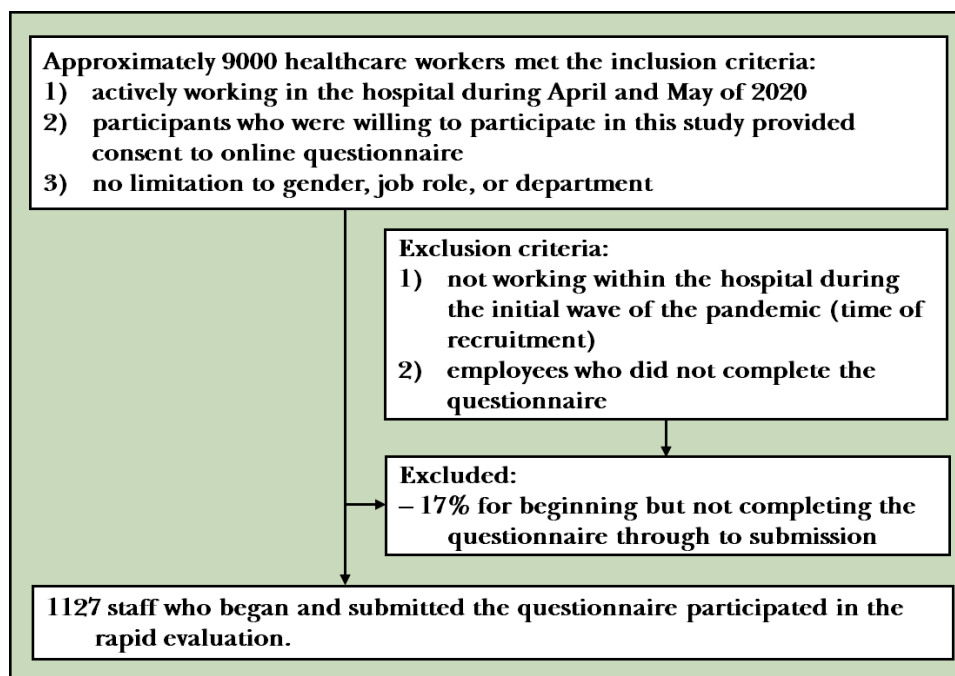 Approximately 9000 healthcare workers met the inclusion criteria:
1) actively working in the hospital during April and May of 2020
2) participants who were willing to participate in this study provided
consent to online questionnaire
3) no limitation to gender, job role, or department
Exclusion criteria:
1) not working within the hospital during
the initial wave of the pandemic (time of
recruitment)
2) employees who did not complete the
questionnaire
Excluded:
– 17% for beginning but not completing the
questionnaire through to submission
1127 staff who began and submitted the questionnaire participated in the
rapid evaluation.